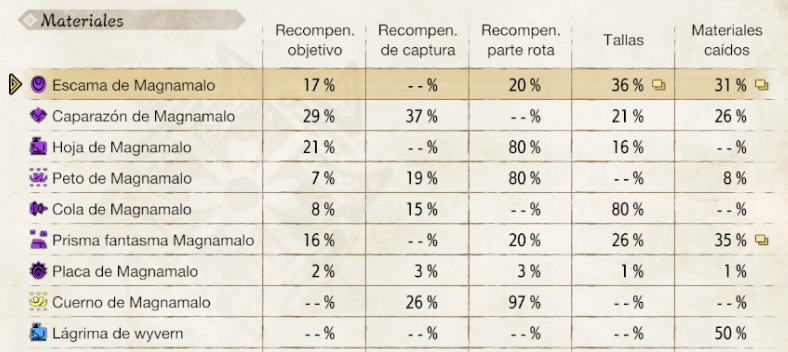 Materiales
Recompen. objetivo Recompen. de captura Recompen. parte rota Tallas Materiales caídos
Escama de Magnamalo 17 % - - % 20 % 36 % 31 %
Caparazón de Magnamalo 29 % 37 % - - % 21 % 26 %
Hoja de Magnamalo 21 % - - % 80 % 16 % - - %
Peto de Magnamalo 7 % 19 % 80 % - - % 8 %
Cola de Magnamalo 8 % 15 % - - % 80 % - - %
Prisma fantasma Magnamalo 16 % - - % 20 % 26 % 35 %
Placa de Magnamalo 2 % 3 % 3 % 1 % 1 %
Cuerno de Magnamalo - - % 26 % 97 % - - % - - %
Lágrima de wyvern - - % - - % - - % - - % 50 %